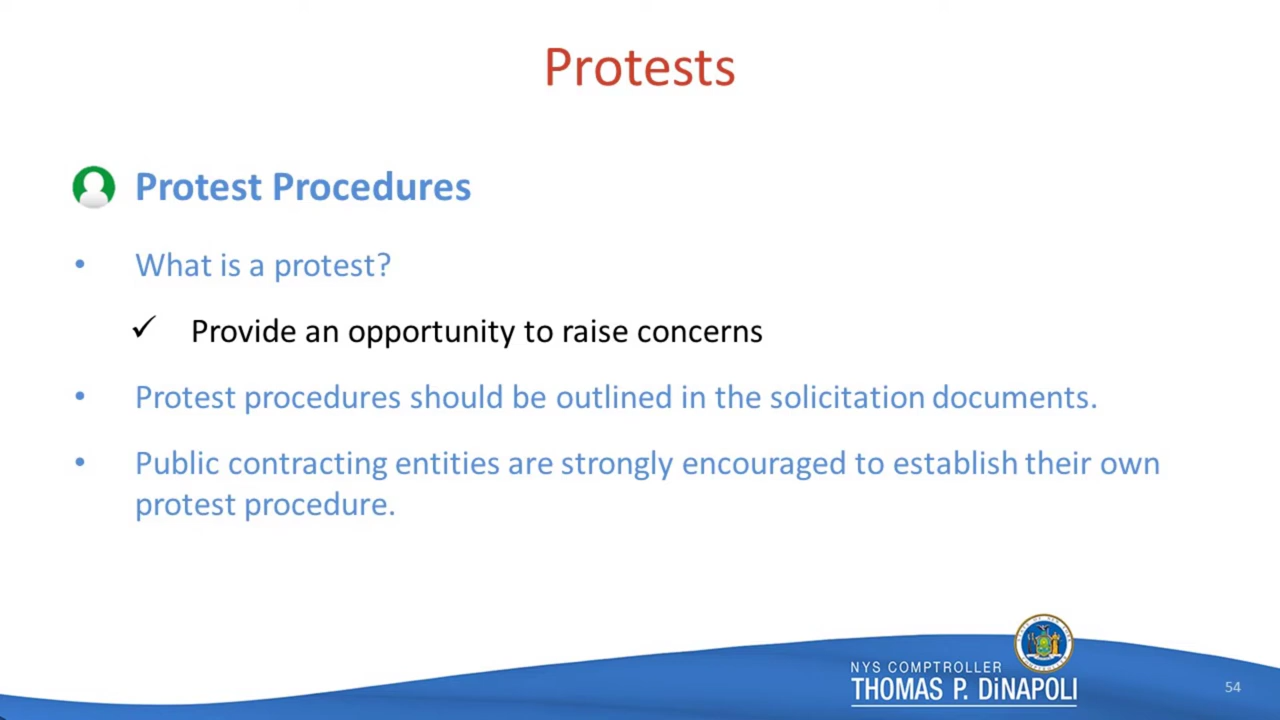 Protests
Protest Procedures
• What is a protest?
✓ Provide an opportunity to raise concerns
• Protest procedures should be outlined in the solicitation documents.
• Public contracting entities are strongly encouraged to establish their own
protest procedure.
NYS COMPTROLLER
THOMAS P. DiNAPOLI
54